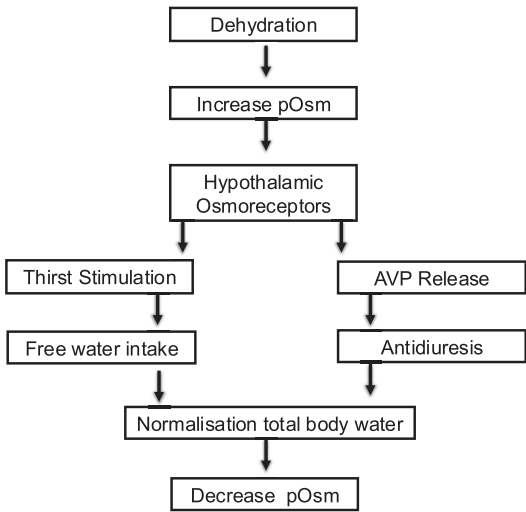 Dehydration
Increase pOsm
Hypothalamic
Osmoreceptors
Thirst Stimulation
AVP Release
Free water intake
Antidiuresis
Normalisation total body water
Decrease pOsm